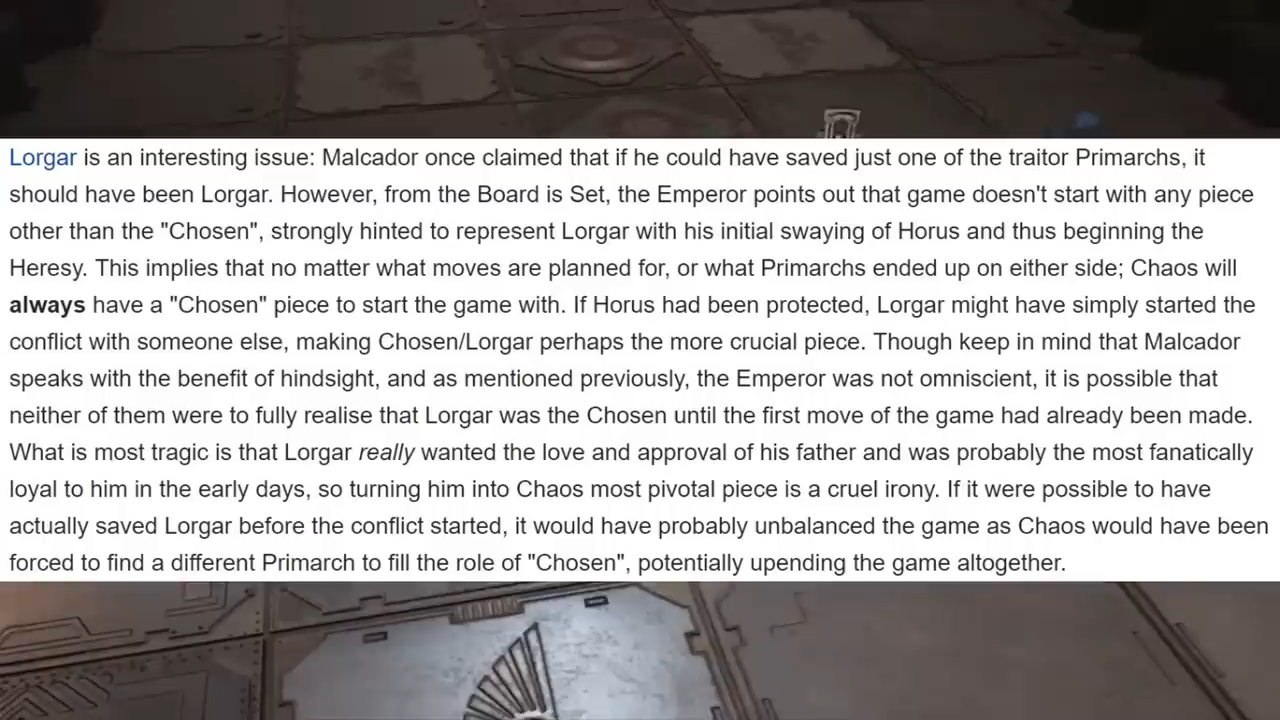 Lorgar is an interesting issue: Malcador once claimed that if he could have saved just one of the traitor Primarchs, it
should have been Lorgar. However, from the Board is Set, the Emperor points out that game doesn't start with any piece
other than the "Chosen", strongly hinted to represent Lorgar with his initial swaying of Horus and thus beginning the
Heresy. This implies that no matter what moves are planned for, or what Primarchs ended up on either side; Chaos will
always have a "Chosen" piece to start the game with. If Horus had been protected, Lorgar might have simply started the
conflict with someone else, making Chosen/Lorgar perhaps the more crucial piece. Though keep in mind that Malcador
speaks with the benefit of hindsight, and as mentioned previously, the Emperor was not omniscient, it is possible that
neither of them were to fully realise that Lorgar was the Chosen until the first move of the game had already been made.
What is most tragic is that Lorgar really wanted the love and approval of his father and was probably the most fanatically
loyal to him in the early days, so turning him into Chaos most pivotal piece is a cruel irony. If it were possible to have
actually saved Lorgar before the conflict started, it would have probably unbalanced the game as Chaos would have been
forced to find a different Primarch to fill the role of "Chosen", potentially upending the game altogether.